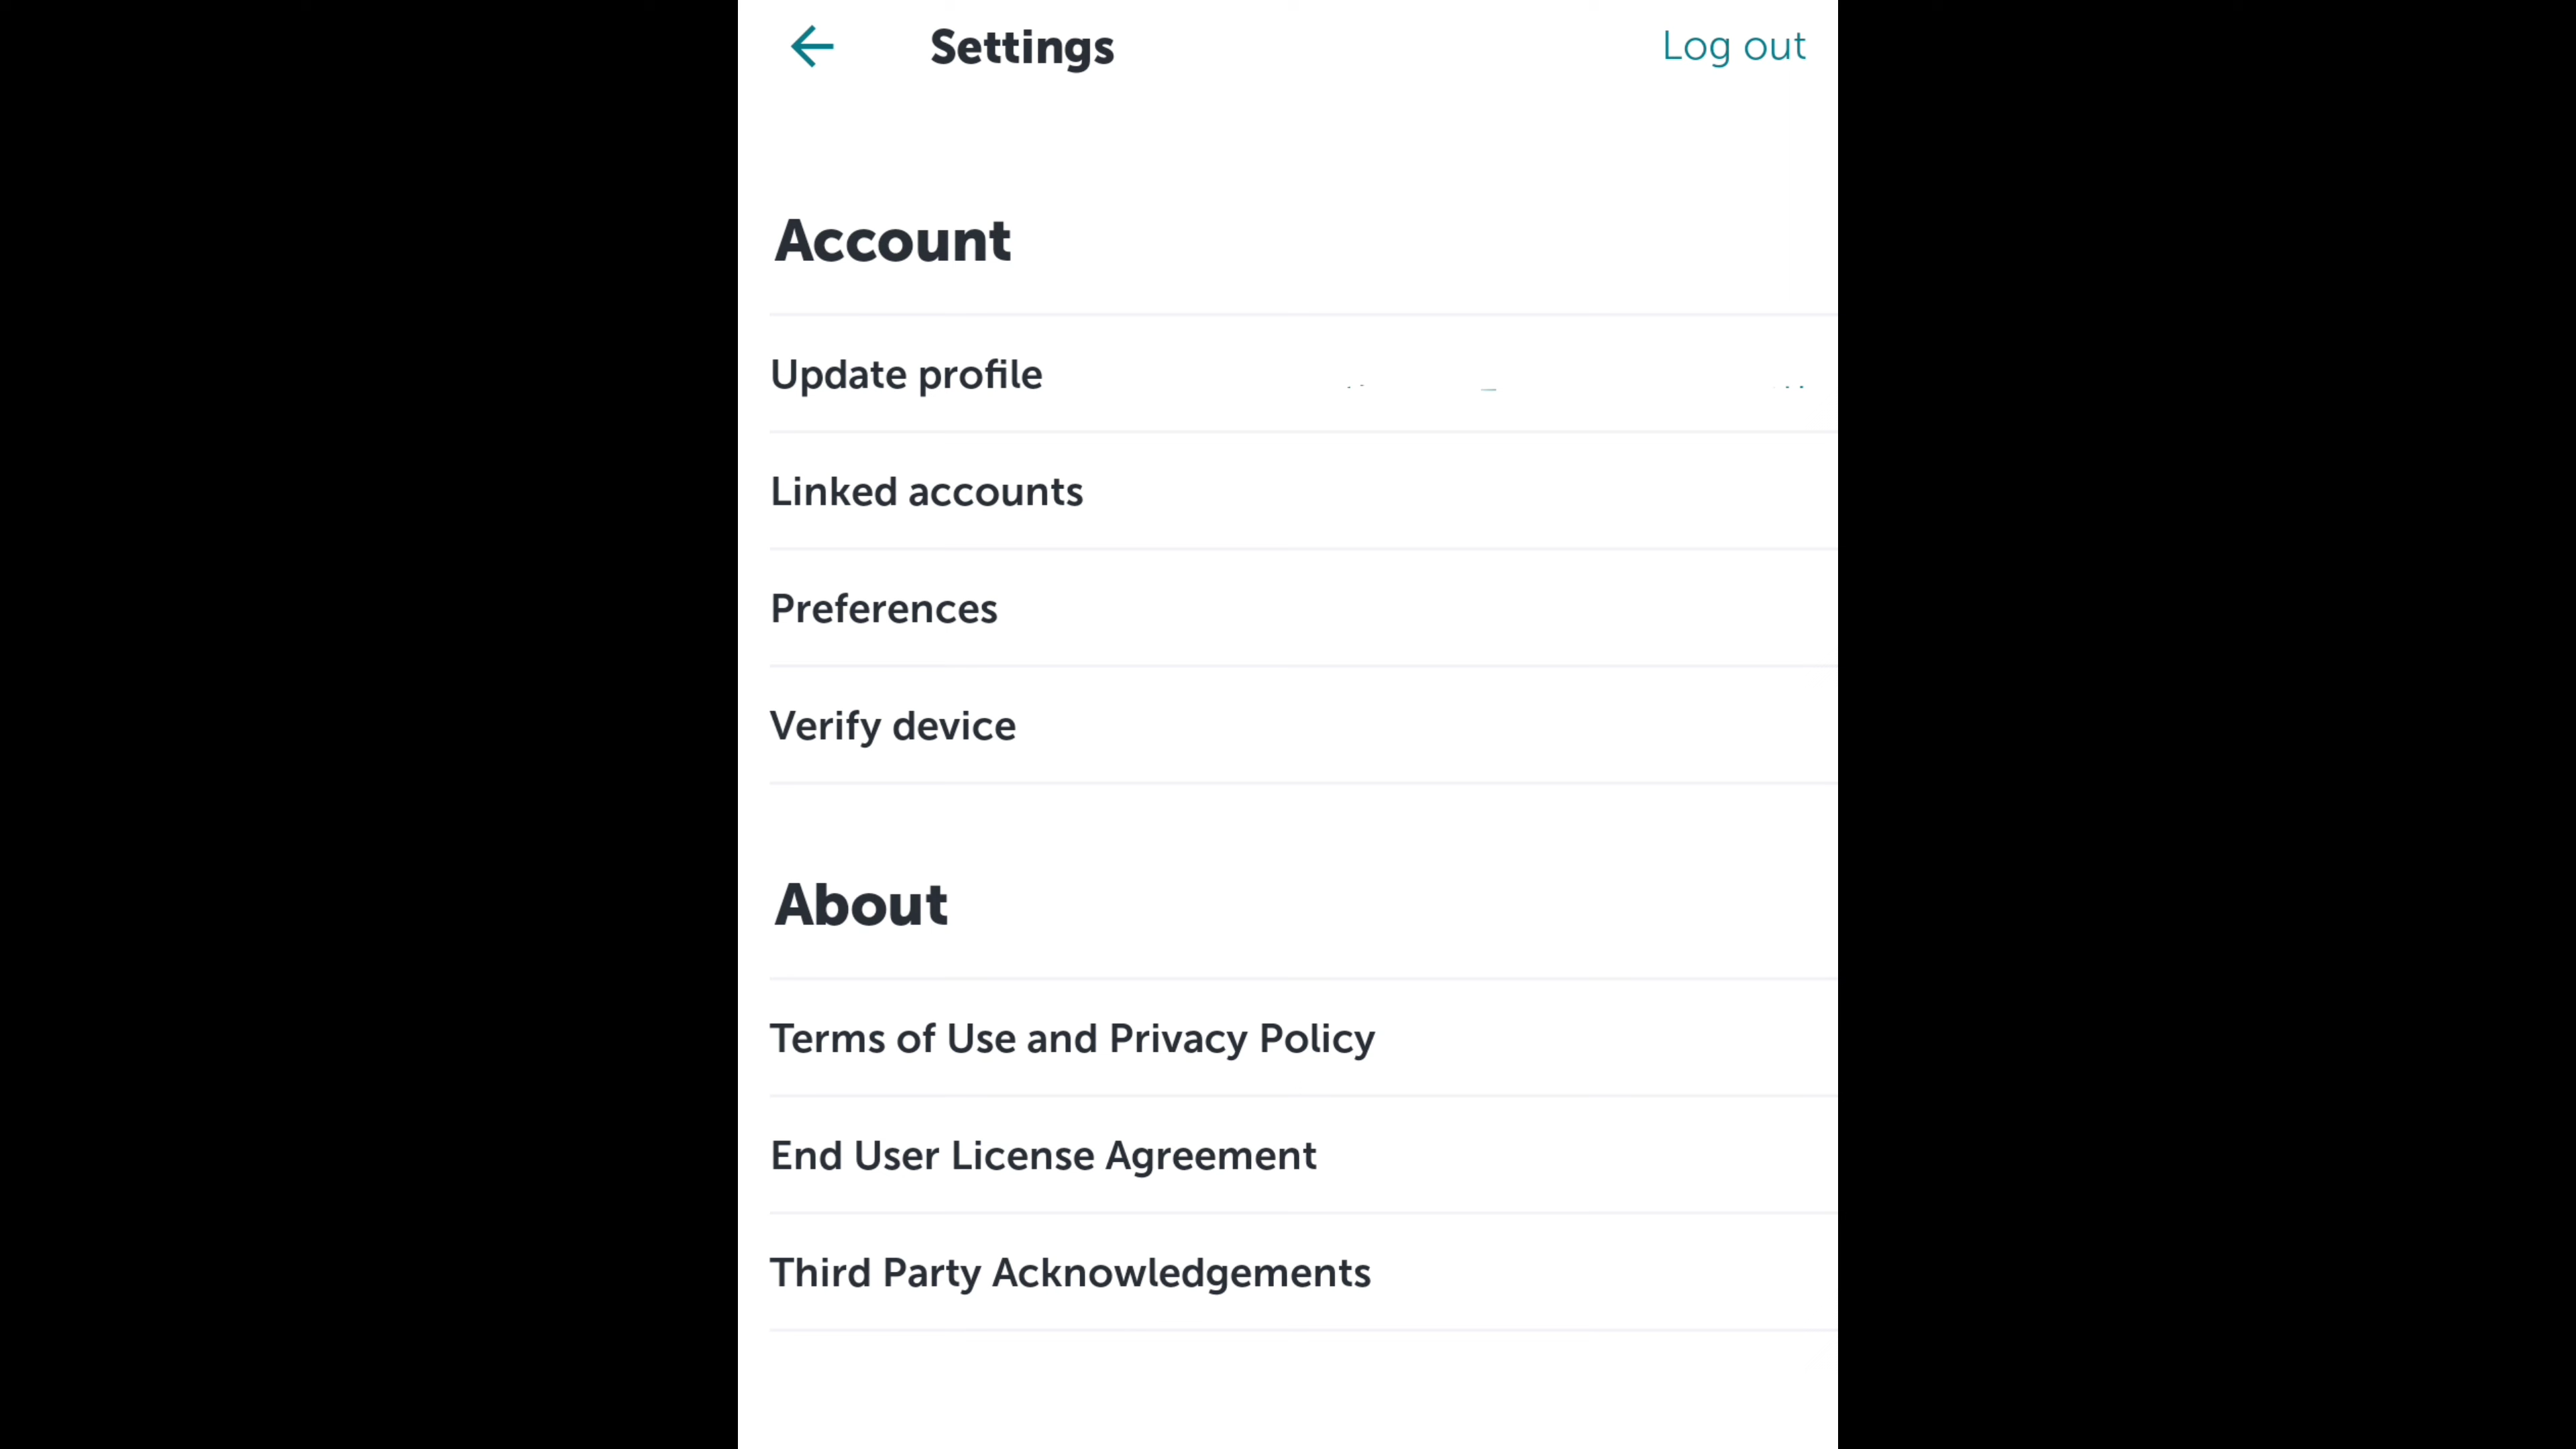 Settings
Log out
Account
Update profile
Linked accounts
Preferences
Verify device
About
Terms of Use and Privacy Policy
End User License Agreement
Third Party Acknowledgements